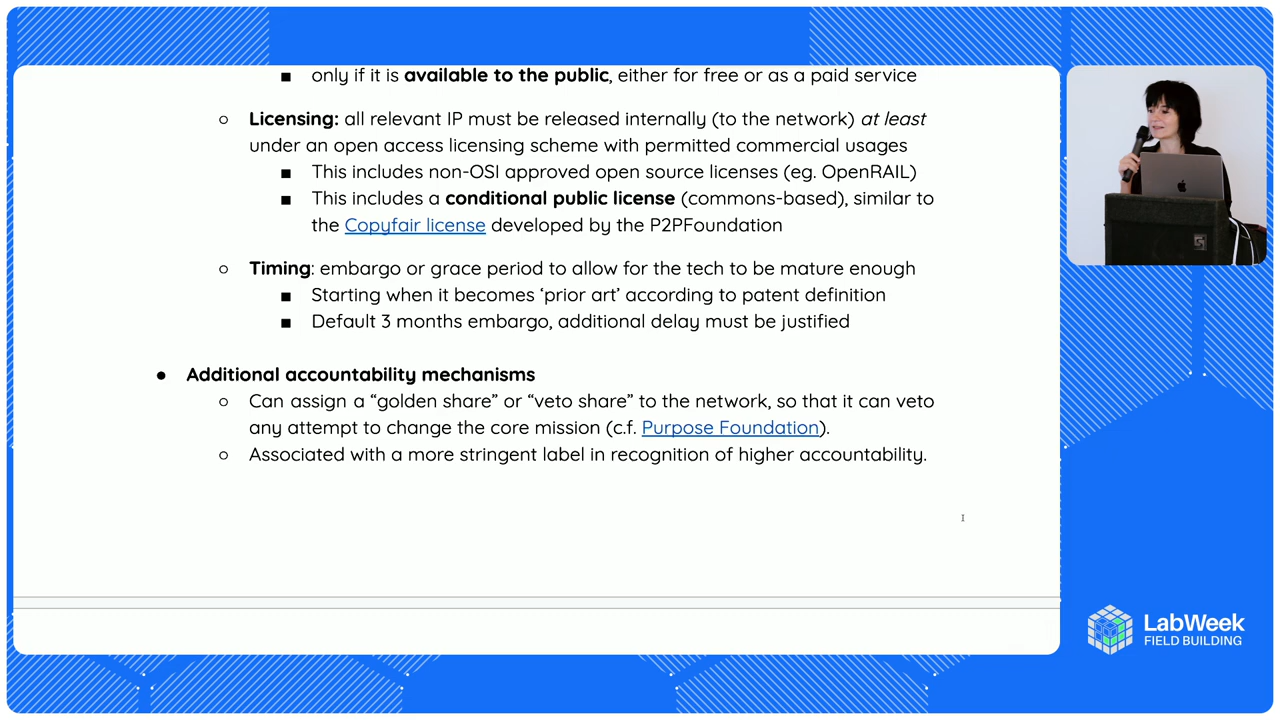 ■ only if it is available to the public, either for free or as a paid service
○ Licensing: all relevant IP must be released internally (to the network) at least
under an open access licensing scheme with permitted commercial usages
■ This includes non-OSI approved open source licenses (eg. OpenRAIL)
■ This includes a conditional public license (commons-based), similar to
the Copyfair license developed by the P2PFoundation
○ Timing: embargo or grace period to allow for the tech to be mature enough
■ Starting when it becomes ‘prior art’ according to patent definition
■ Default 3 months embargo, additional delay must be justified
● Additional accountability mechanisms
○ Can assign a “golden share” or “veto share” to the network, so that it can veto
any attempt to change the core mission (c.f. Purpose Foundation).
○ Associated with a more stringent label in recognition of higher accountability.
LabWeek
FIELD BUILDING